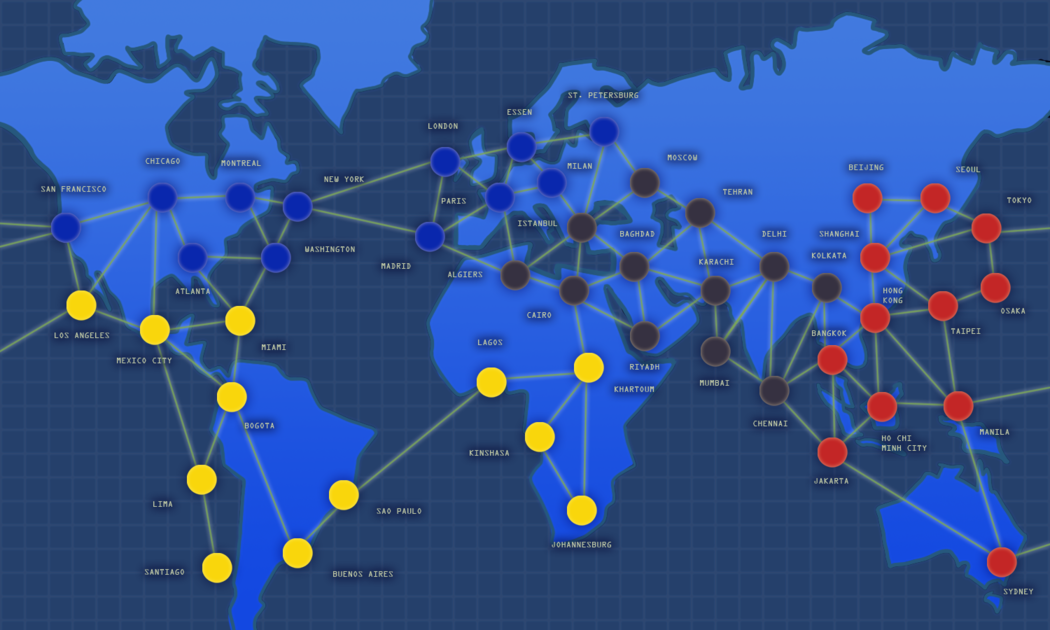 ST. PETERSBURG
ESSEN
LONDON
MOSCOW
CHICAGO
MONTREAL
MILAN
BEIJING
SEOUL
NEW YORK
SAN FRANCISCO
TEHRAN
PARIS
TOKYO
ISTANBUL
BAGHDAD
DELHI
SHANGHAI
WASHINGTON
KOLKATA
KARACHI
MADRID
ALGIERS
ATLANTA
HONG
KONG
OSAKA
CAIRO
LOS ANGELES
BANGKOK
TAIPEI
MIAMI
LAGOS
MEXICO CITY
RIYADH
MUMBAI
KHARTOUM
BOGOTA
CHENNAI
MANILA
HO CHI
MINH CITY
KINSHASA
JAKARTA
LIMA
SAO PAULO
JOHANNESBURG
SANTIAGO
BUENOS AIRES
SYDNEY